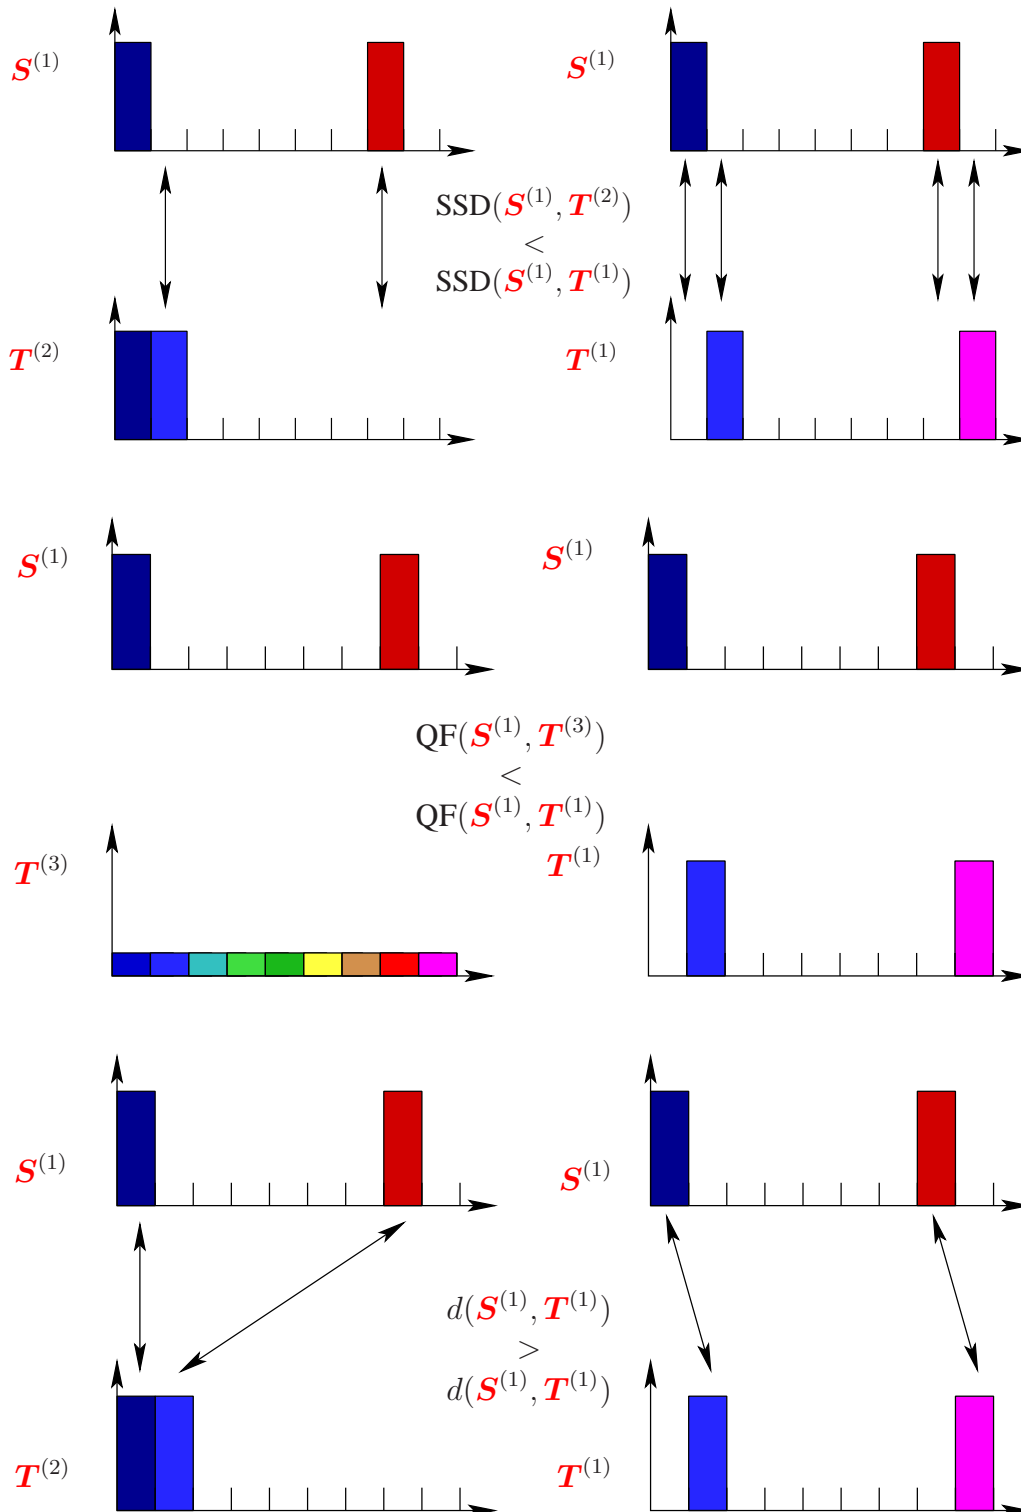 S^(1)
S^(1)
SSD(S^(1), T^(2))
<
SSD(S^(1), T^(1))
T^(2)
T^(1)
S^(1)
S^(1)
QF(S^(1), T^(3))
<
QF(S^(1), T^(1))
T^(3)
T^(1)
S^(1)
S^(1)
d(S^(1), T^(1))
>
d(S^(1), T^(1))
T^(2)
T^(1)